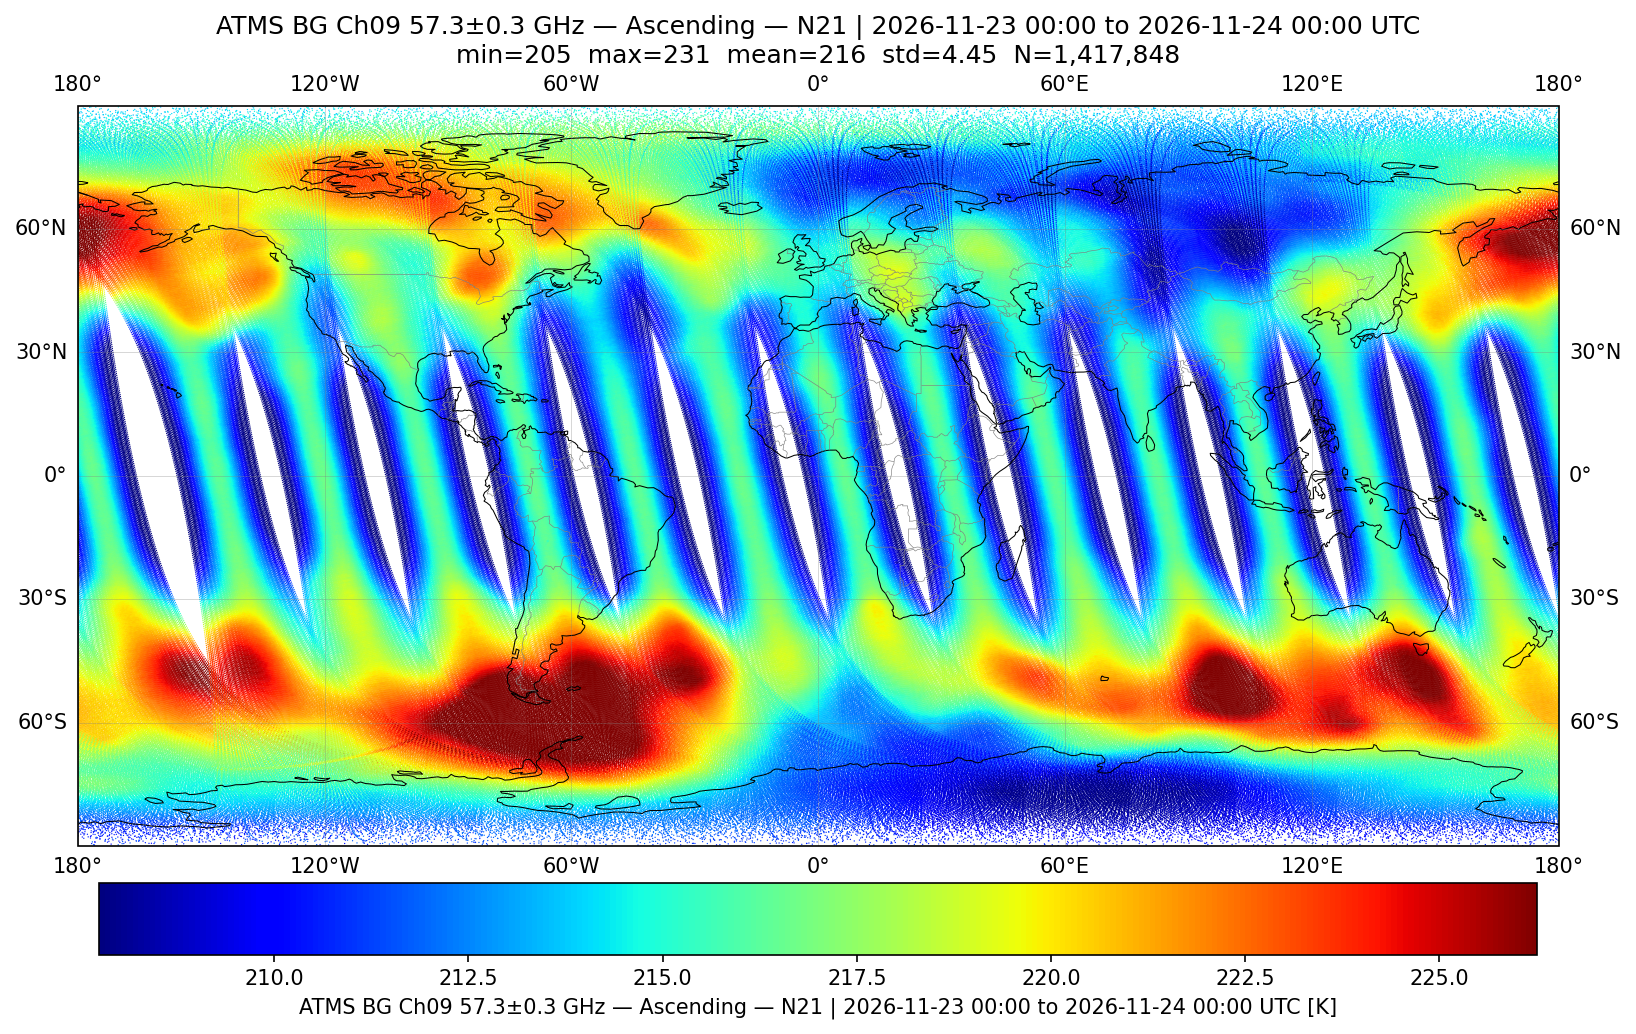 ATMS BG Ch09 57.3±0.3 GHz — Ascending — N21 | 2026-11-23 00:00 to 2026-11-24 00:00 UTC
min=205 max=231 mean=216 std=4.45 N=1,417,848
180° 120°W 60°W 0° 60°E 120°E 180°
60°N 60°N
30°N 30°N
0° 0°
30°S 30°S
60°S 60°S
180° 120°W 60°W 0° 60°E 120°E 180°
210.0 212.5 215.0 217.5 220.0 222.5 225.0
ATMS BG Ch09 57.3±0.3 GHz — Ascending — N21 | 2026-11-23 00:00 to 2026-11-24 00:00 UTC [K]